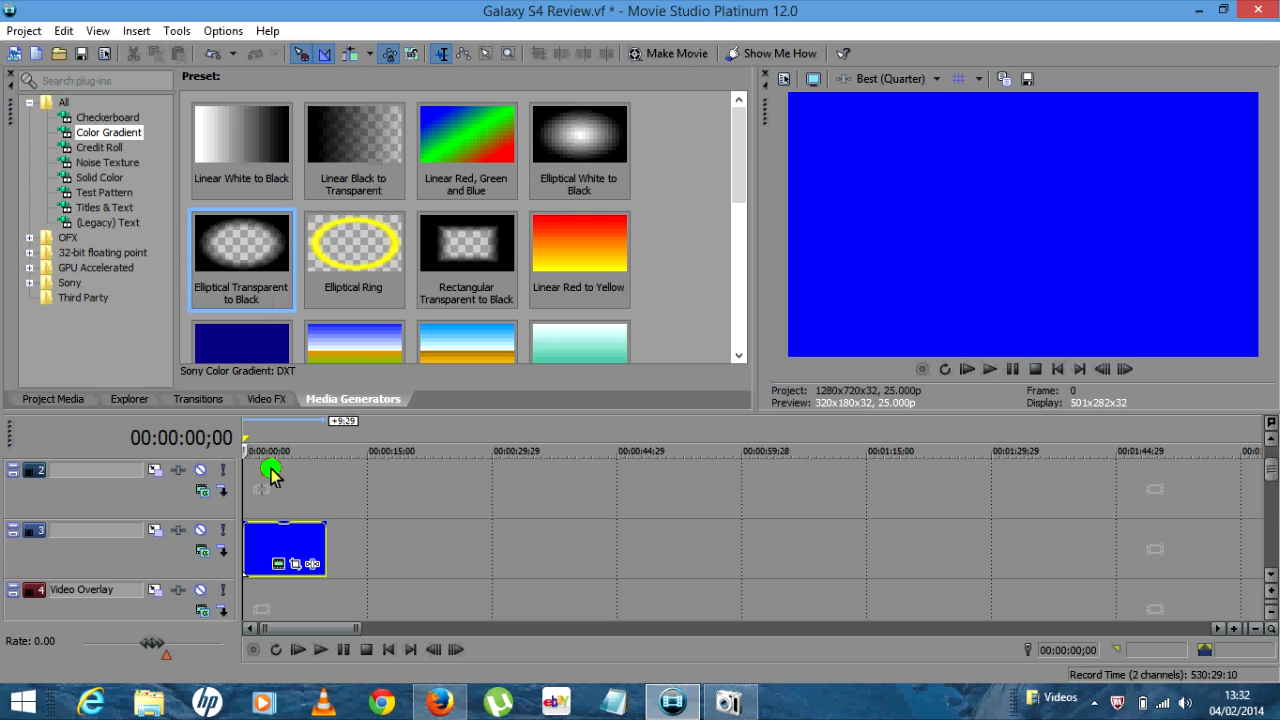 Galaxy S4 Review.vf * - Movie Studio Platinum 12.0
Project Edit View Insert Tools Options Help
Make Movie
Show Me How
Search plug-ins
All
Checkerboard
Color Gradient
Credit Roll
Noise Texture
Solid Color
Test Pattern
Titles & Text
(Legacy) Text
OFX
32-bit floating point
GPU Accelerated
Sony
Third Party
Preset:
Linear White to Black
Linear Black to
Transparent
Linear Red, Green
and Blue
Elliptical White to
Black
Elliptical Transparent
to Black
Elliptical Ring
Rectangular
Transparent to Black
Linear Red to Yellow
Sony Color Gradient: DXT
Project Media Explorer Transitions Video FX Media Generators
Best (Quarter)
Project: 1280x720x32, 25.000p
Frame: 0
Preview: 320x180x32, 25.000p
Display: 501x282x32
+9:29
00:00:00;00
0:00:00;00 00:00:15;00 00:00:29;29 00:00:44;29 00:00:59;28 00:01:15;00 00:01:29;29 00:01:44;29 00:0
2
3
4 Video Overlay
Rate: 0.00
00:00:00;00
Record Time (2 channels): 530:29:10
hp
ebay
Videos
13:32
04/02/2014